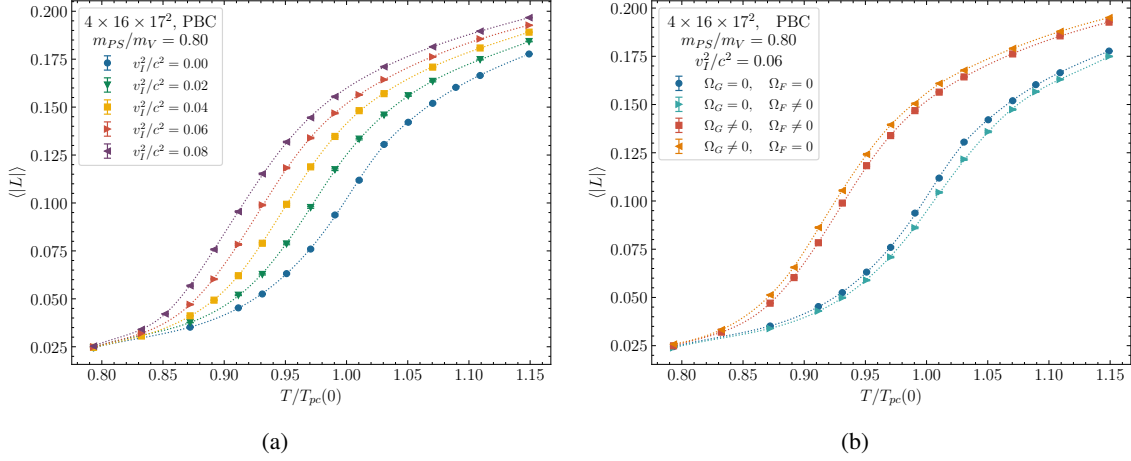 4 × 16 × 17², PBC
m_PS/m_V = 0.80
v_I²/c² = 0.00
v_I²/c² = 0.02
v_I²/c² = 0.04
v_I²/c² = 0.06
v_I²/c² = 0.08
0.200
0.175
0.150
0.125
0.100
0.075
0.050
0.025
⟨|L|⟩
0.80 0.85 0.90 0.95 1.00 1.05 1.10 1.15
T/T_pc(0)
(a)
4 × 16 × 17², PBC
m_PS/m_V = 0.80
v_I²/c² = 0.06
Ω_G = 0, Ω_F = 0
Ω_G = 0, Ω_F ≠ 0
Ω_G ≠ 0, Ω_F ≠ 0
Ω_G ≠ 0, Ω_F = 0
0.200
0.175
0.150
0.125
0.100
0.075
0.050
0.025
⟨|L|⟩
0.80 0.85 0.90 0.95 1.00 1.05 1.10 1.15
T/T_pc(0)
(b)